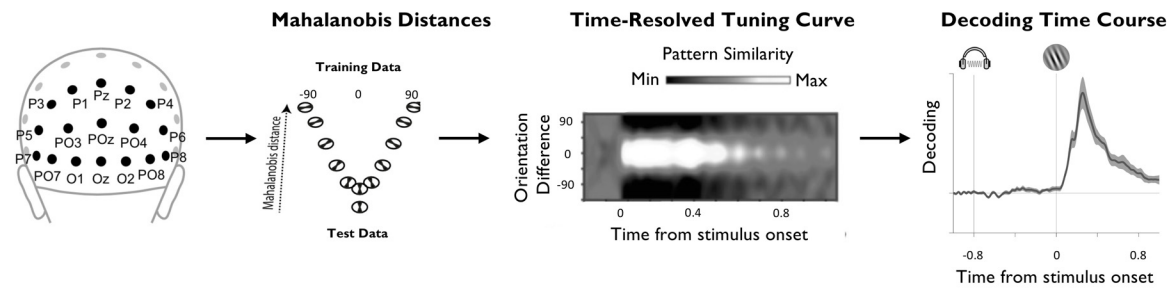 Mahalanobis Distances
Time-Resolved Tuning Curve
Decoding Time Course
P3 P1 Pz P2 P4
P5 PO3 POz PO4 P6
P7 PO7 O1 Oz O2 PO8 P8
Training Data
-90 0 90
Mahalanobis distance
Test Data
Pattern Similarity
Min Max
Orientation
Difference
90
0
-90
0 0.4 0.8
Time from stimulus onset
Decoding
-0.8 0 0.8
Time from stimulus onset